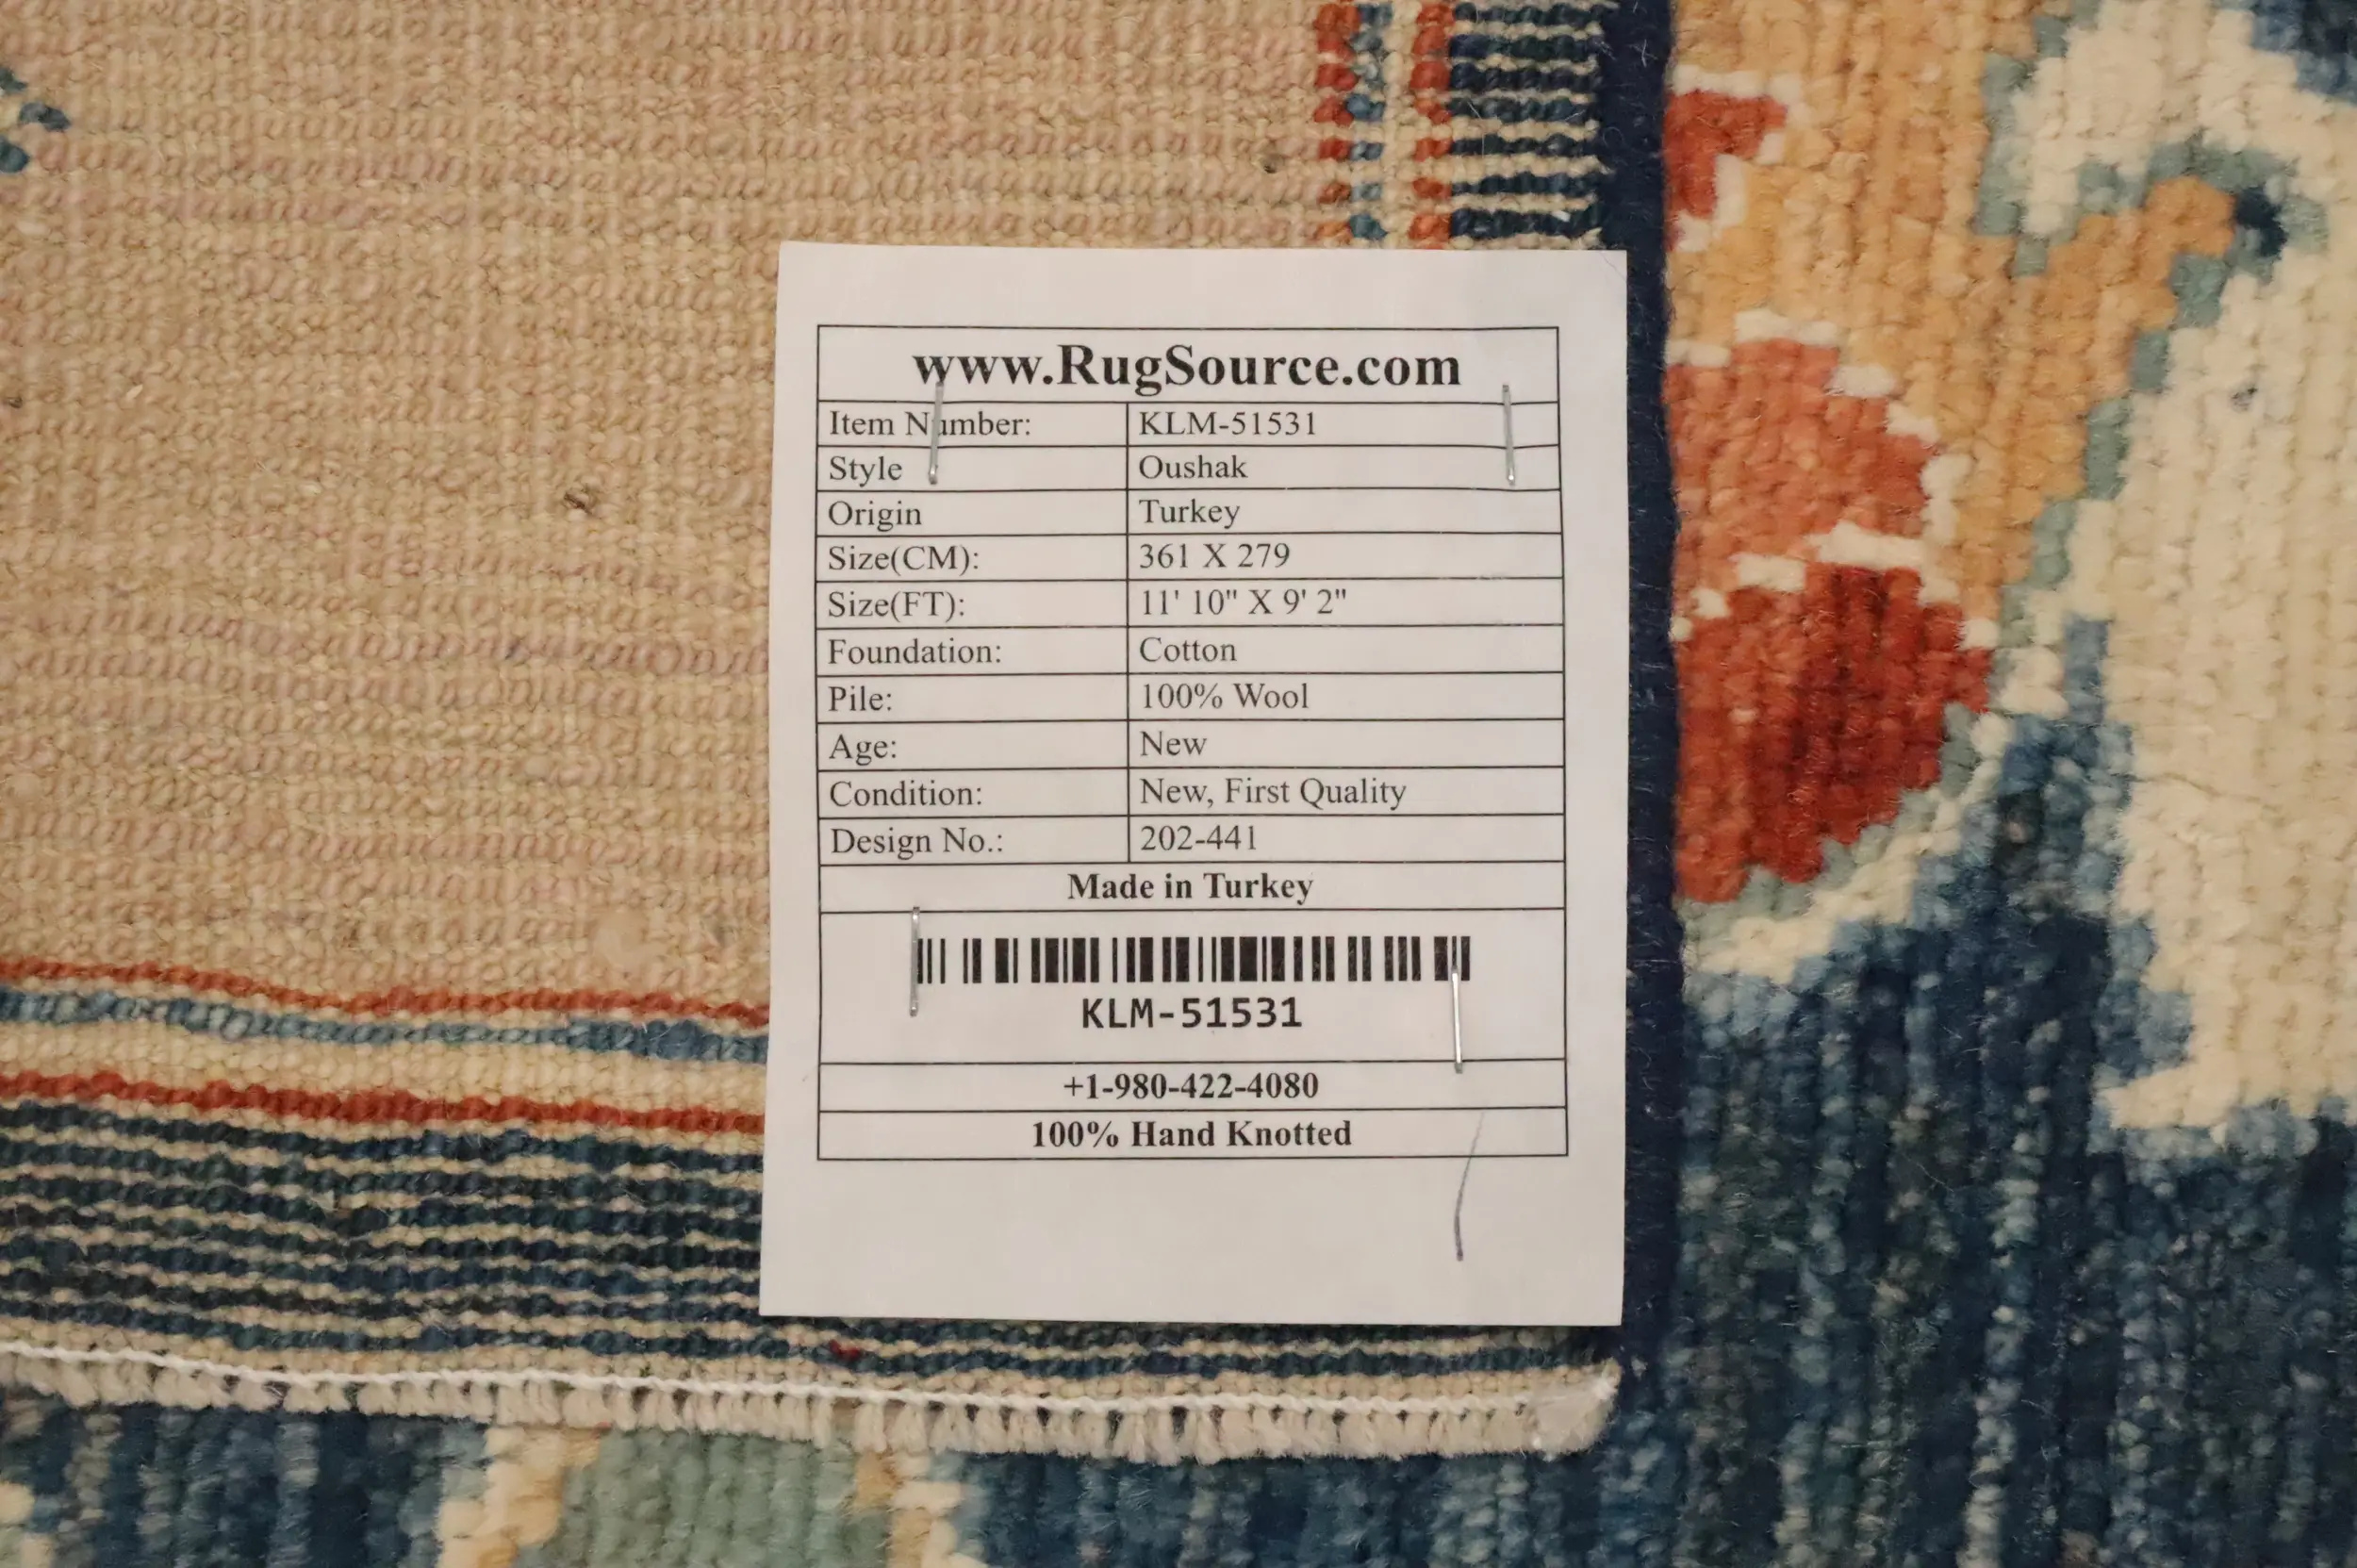 www.RugSource.com
Item Number: KLM-51531
Style Oushak
Origin Turkey
Size(CM): 361 X 279
Size(FT): 11' 10" X 9' 2"
Foundation: Cotton
Pile: 100% Wool
Age: New
Condition: New, First Quality
Design No.: 202-441
Made in Turkey
KLM-51531
+1-980-422-4080
100% Hand Knotted